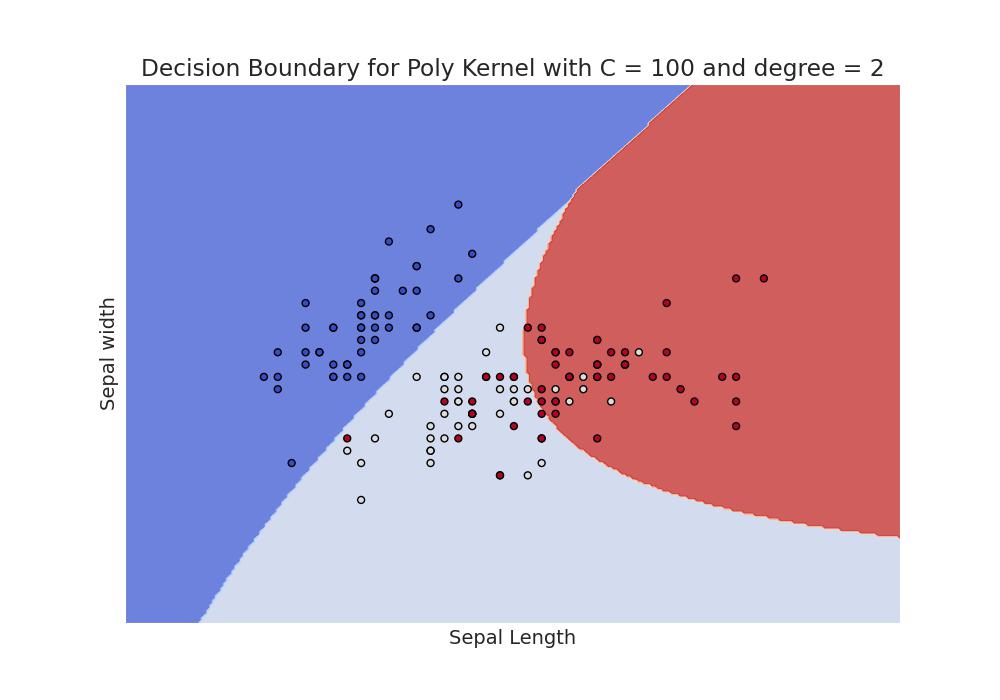 Decision Boundary for Poly Kernel with C = 100 and degree = 2
Sepal width
Sepal Length